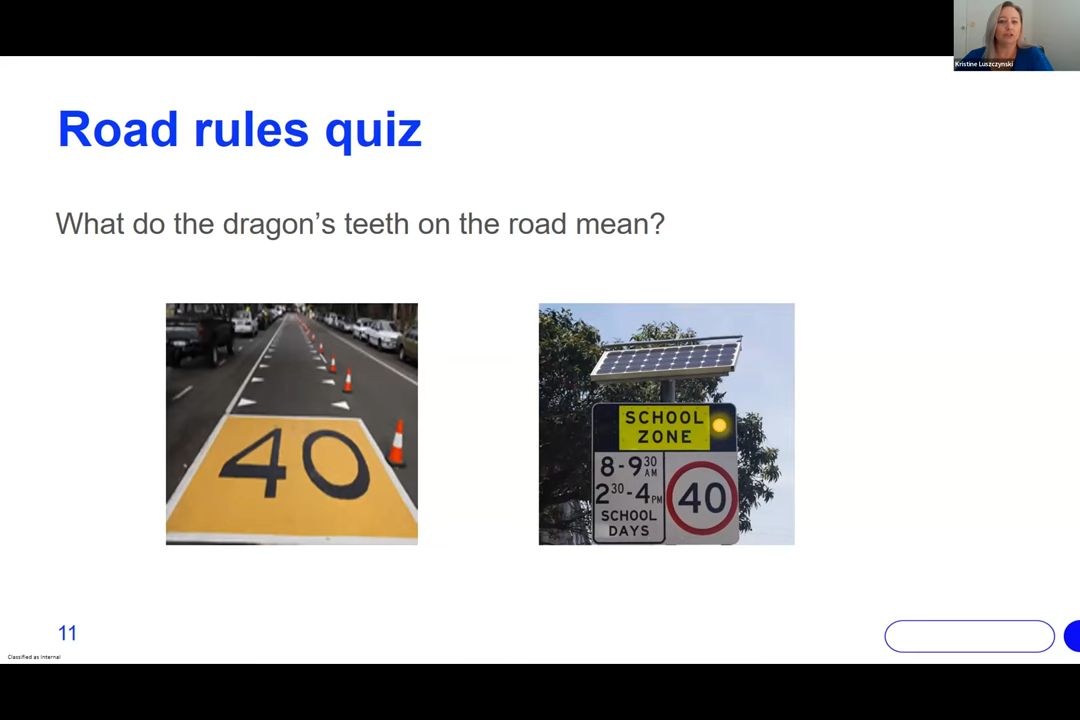 Kristine Luszczynski
Road rules quiz
What do the dragon’s teeth on the road mean?
40
SCHOOL
ZONE
8-9 30 AM
2 30 -4 PM
SCHOOL
DAYS
40
11
Classified as Internal